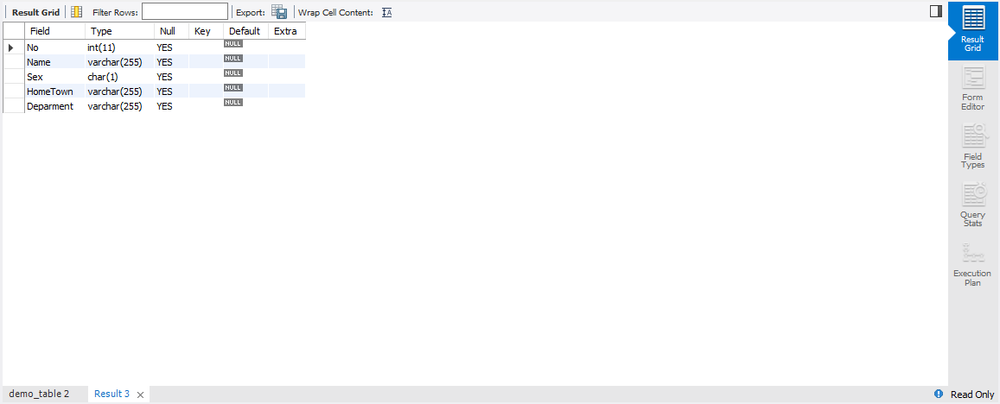 Result Grid Filter Rows: Export: Wrap Cell Content: IA
Field Type Null Key Default Extra
No int(11) YES NULL
Name varchar(255) YES NULL
Sex char(1) YES NULL
HomeTown varchar(255) YES NULL
Deparment varchar(255) YES NULL
Result
Grid
Form
Editor
Field
Types
Query
Stats
Execution
Plan
demo_table 2 Result 3 Read Only